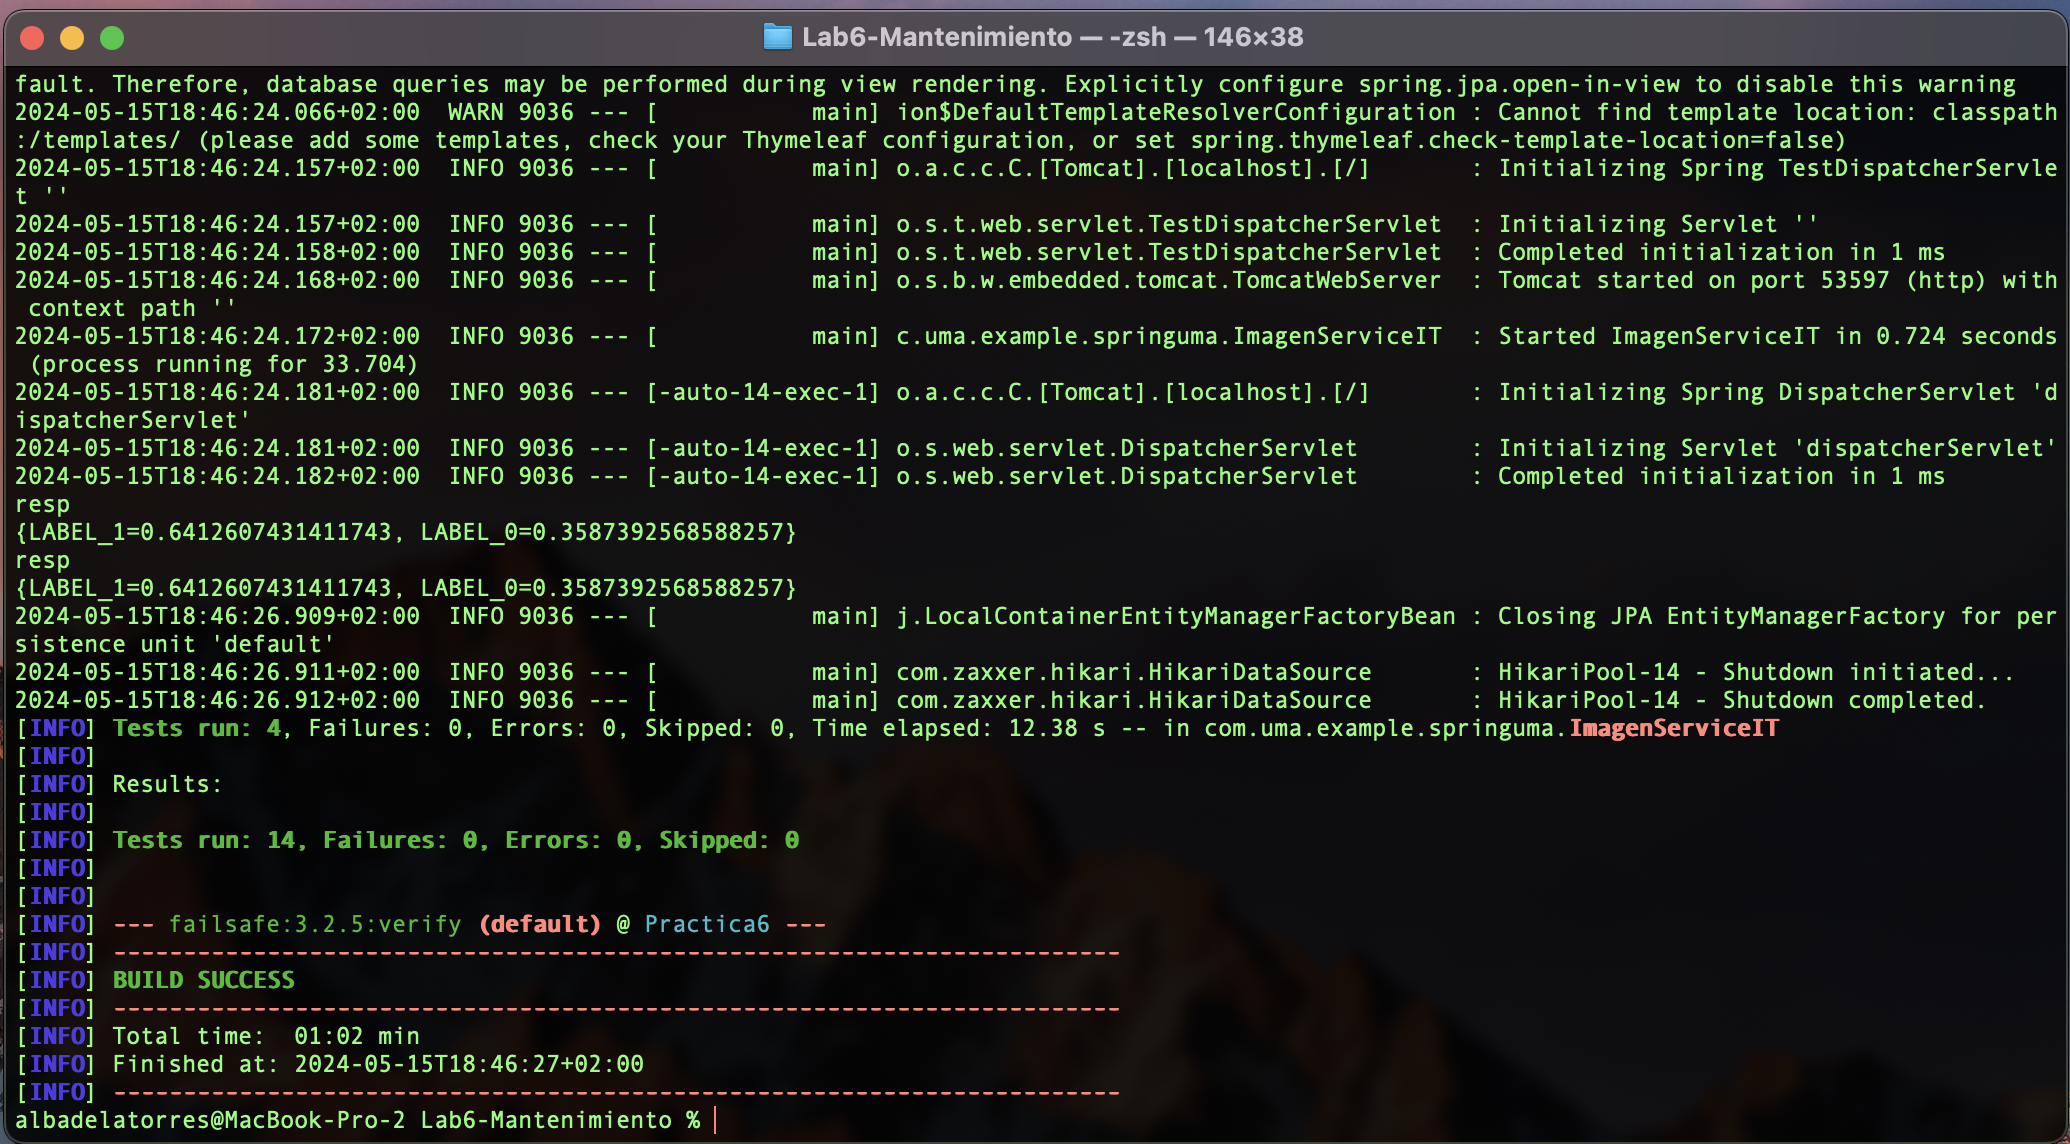 Lab6-Mantenimiento — -zsh — 146×38
fault. Therefore, database queries may be performed during view rendering. Explicitly configure spring.jpa.open-in-view to disable this warning
2024-05-15T18:46:24.066+02:00  WARN 9036 --- [           main] ion$DefaultTemplateResolverConfiguration : Cannot find template location: classpath
:/templates/ (please add some templates, check your Thymeleaf configuration, or set spring.thymeleaf.check-template-location=false)
2024-05-15T18:46:24.157+02:00  INFO 9036 --- [           main] o.a.c.c.C.[Tomcat].[localhost].[/]       : Initializing Spring TestDispatcherServle
t ''
2024-05-15T18:46:24.157+02:00  INFO 9036 --- [           main] o.s.t.web.servlet.TestDispatcherServlet  : Initializing Servlet ''
2024-05-15T18:46:24.158+02:00  INFO 9036 --- [           main] o.s.t.web.servlet.TestDispatcherServlet  : Completed initialization in 1 ms
2024-05-15T18:46:24.168+02:00  INFO 9036 --- [           main] o.s.b.w.embedded.tomcat.TomcatWebServer  : Tomcat started on port 53597 (http) with
 context path ''
2024-05-15T18:46:24.172+02:00  INFO 9036 --- [           main] c.uma.example.springuma.ImagenServiceIT  : Started ImagenServiceIT in 0.724 seconds
 (process running for 33.704)
2024-05-15T18:46:24.181+02:00  INFO 9036 --- [-auto-14-exec-1] o.a.c.c.C.[Tomcat].[localhost].[/]       : Initializing Spring DispatcherServlet 'd
ispatcherServlet'
2024-05-15T18:46:24.181+02:00  INFO 9036 --- [-auto-14-exec-1] o.s.web.servlet.DispatcherServlet        : Initializing Servlet 'dispatcherServlet'
2024-05-15T18:46:24.182+02:00  INFO 9036 --- [-auto-14-exec-1] o.s.web.servlet.DispatcherServlet        : Completed initialization in 1 ms
resp
{LABEL_1=0.6412607431411743, LABEL_0=0.35873925685882 57}
resp
{LABEL_1=0.6412607431411743, LABEL_0=0.3587392568588257}
2024-05-15T18:46:26.909+02:00  INFO 9036 --- [           main] j.LocalContainerEntityManagerFactoryBean : Closing JPA EntityManagerFactory for per
sistence unit 'default'
2024-05-15T18:46:26.911+02:00  INFO 9036 --- [           main] com.zaxxer.hikari.HikariDataSource       : HikariPool-14 - Shutdown initiated...
2024-05-15T18:46:26.912+02:00  INFO 9036 --- [           main] com.zaxxer.hikari.HikariDataSource       : HikariPool-14 - Shutdown completed.
[INFO] Tests run: 4, Failures: 0, Errors: 0, Skipped: 0, Time elapsed: 12.38 s -- in com.uma.example.springuma.ImagenServiceIT
[INFO]
[INFO] Results:
[INFO]
[INFO] Tests run: 14, Failures: 0, Errors: 0, Skipped: 0
[INFO]
[INFO]
[INFO] --- failsafe:3.2.5:verify (default) @ Practica6 ---
[INFO] ------------------------------------------------------------------------
[INFO] BUILD SUCCESS
[INFO] ------------------------------------------------------------------------
[INFO] Total time:  01:02 min
[INFO] Finished at: 2024-05-15T18:46:27+02:00
[INFO] ------------------------------------------------------------------------
albadelatorres@MacBook-Pro-2 Lab6-Mantenimiento %